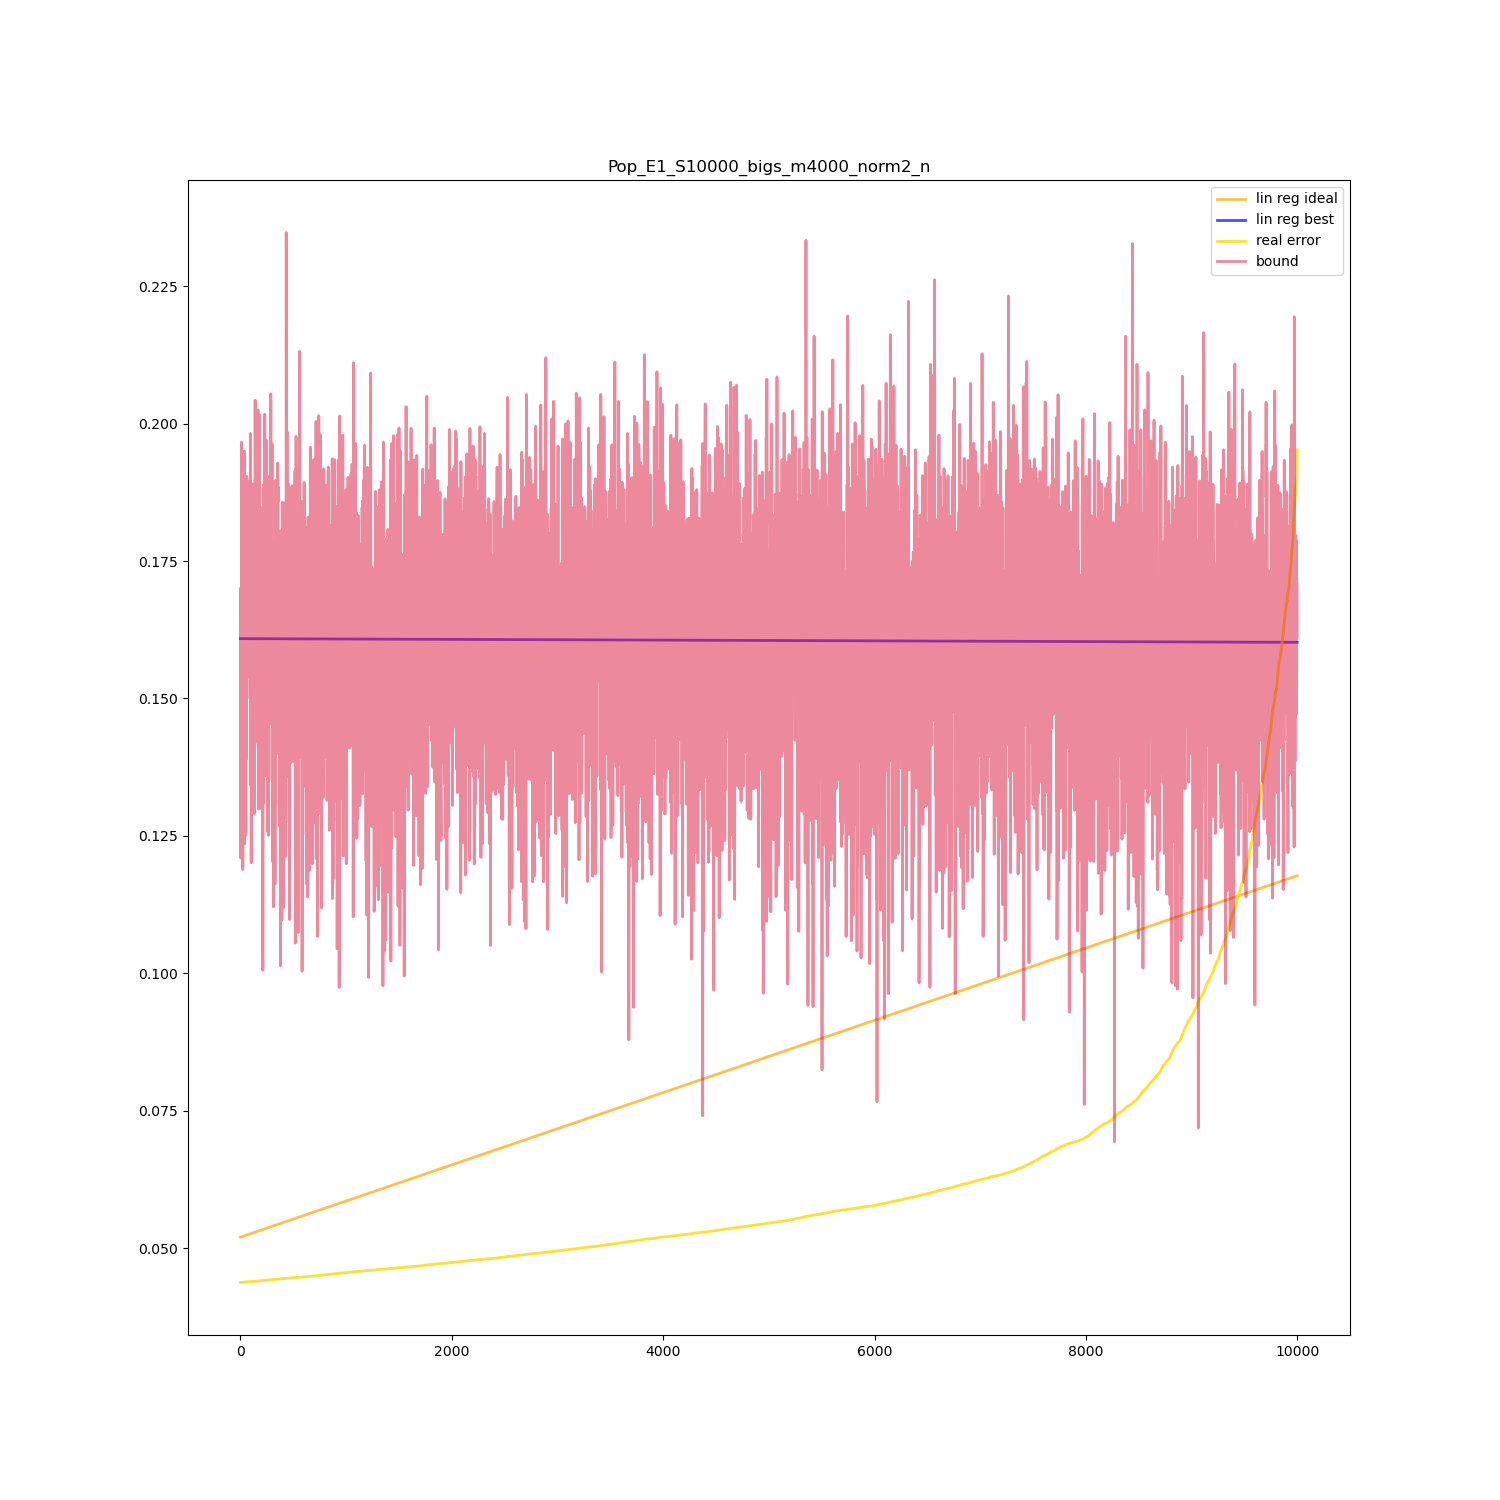 Pop_E1_S10000_bigs_m4000_norm2_n
lin reg ideal
lin reg best
real error
bound
0.225
0.200
0.175
0.150
0.125
0.100
0.075
0.050
0
2000
4000
6000
8000
10000